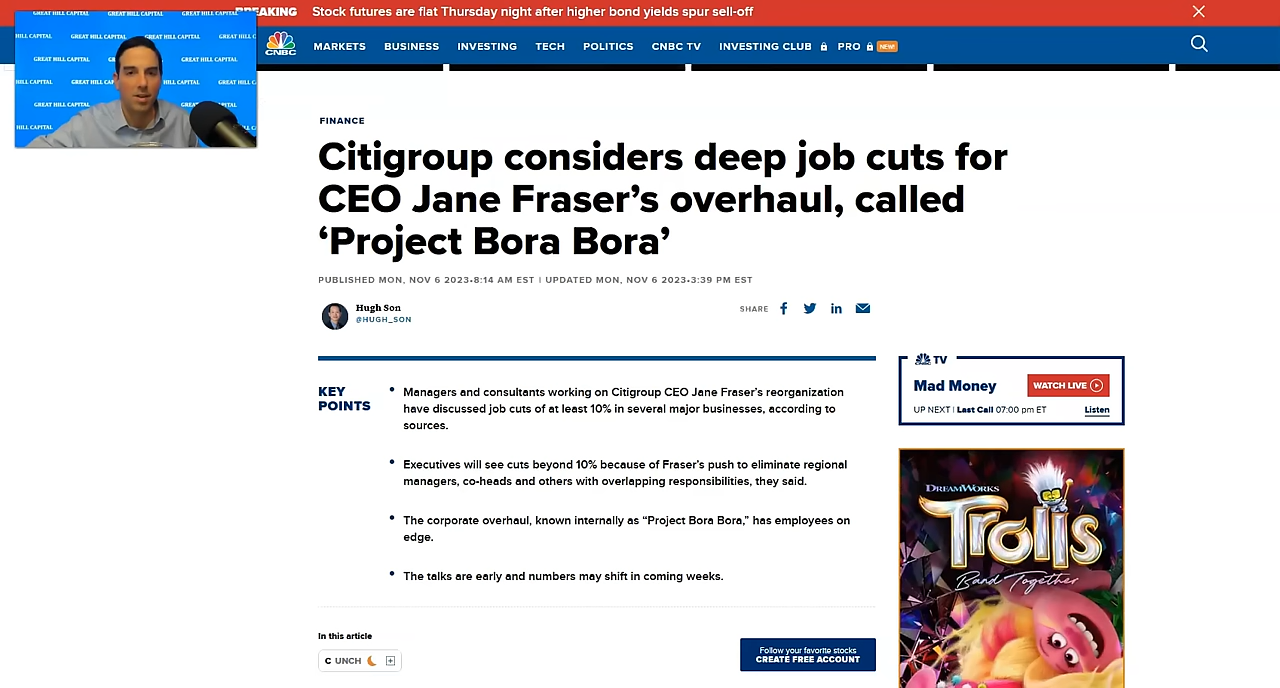 BREAKING Stock futures are flat Thursday night after higher bond yields spur sell-off
GREAT HILL CAPITAL GREAT HILL CAPITAL GREAT HILL CAPITAL
HILL CAPITAL GREAT HILL CAPITAL GREAT HILL C
GREAT HILL CAPITAL GREAT HILL CAPITAL
HILL CAPITAL GREAT HILL CAP
GREAT HILL CAPITAL
HILL CAPITAL
CNBC
MARKETS BUSINESS INVESTING TECH POLITICS CNBC TV INVESTING CLUB PRO NEW!
FINANCE
Citigroup considers deep job cuts for
CEO Jane Fraser’s overhaul, called
‘Project Bora Bora’
PUBLISHED MON, NOV 6 2023•8:14 AM EST | UPDATED MON, NOV 6 2023•3:39 PM EST
Hugh Son
@HUGH_SON
SHARE
KEY
POINTS
Managers and consultants working on Citigroup CEO Jane Fraser’s reorganization
have discussed job cuts of at least 10% in several major businesses, according to
sources.
Executives will see cuts beyond 10% because of Fraser’s push to eliminate regional
managers, co-heads and others with overlapping responsibilities, they said.
The corporate overhaul, known internally as “Project Bora Bora,” has employees on
edge.
The talks are early and numbers may shift in coming weeks.
In this article
C UNCH
Follow your favorite stocks
CREATE FREE ACCOUNT
TV
Mad Money
WATCH LIVE
UP NEXT | Last Call 07:00 pm ET
Listen
DREAMWORKS
Trolls
Band Together